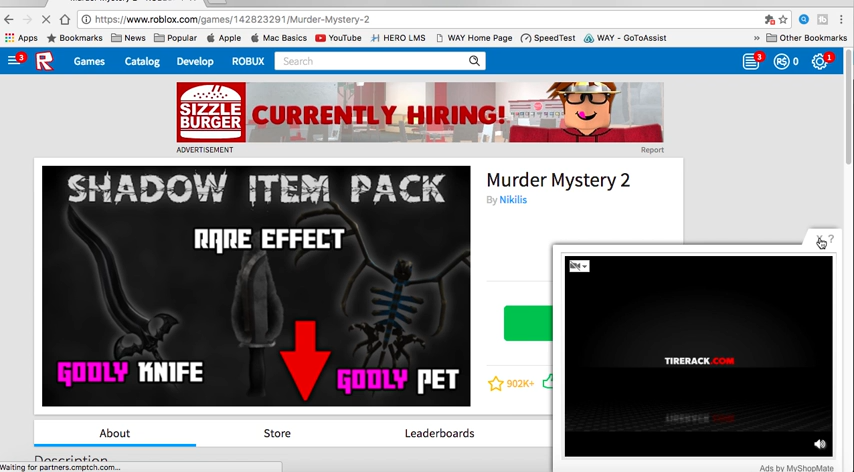 https://www.roblox.com/games/142823291/Murder-Mystery-2
Apps Bookmarks News Popular Apple Mac Basics YouTube HERO LMS WAY Home Page SpeedTest WAY - GoToAssist » Other Bookmarks
3 Games Catalog Develop ROBUX Search 3 R$ 0 1
SIZZLE BURGER CURRENTLY HIRING!
ADVERTISEMENT Report
SHADOW ITEM PACK
RARE EFFECT
GODLY KNIFE
GODLY PET
Murder Mystery 2
By Nikilis
902K+
x ?
TIRERACK.COM
Ads by MyShopMate
About Store Leaderboards
Description
Waiting for partners.cmptch.com...